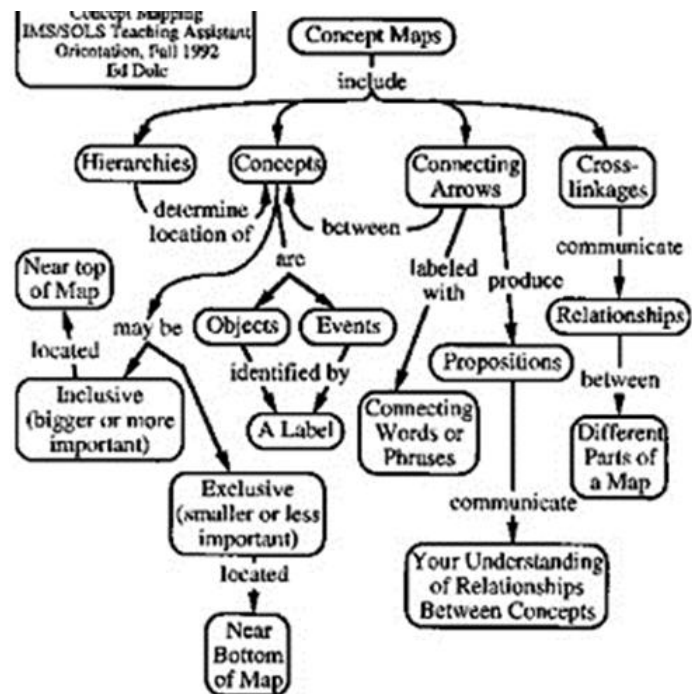 Concept Mapping
IMS/SOLS Teaching Assistant
Orientation, Fall 1992
Concept Maps
include
Hierarchies
Concepts
Connecting
Arrows
Cross-
linkages
determine
location of
between
are
labeled
with
produce
communicate
Near top
of Map
may be
located
Objects
Events
Relationships
identified by
Propositions
between
Inclusive
(bigger or more
important)
A Label
Connecting
Words or
Phrases
Different
Parts of
a Map
Exclusive
(smaller or less
important)
communicate
located
Your Understanding
of Relationships
Between Concepts
Near
Bottom
of Map